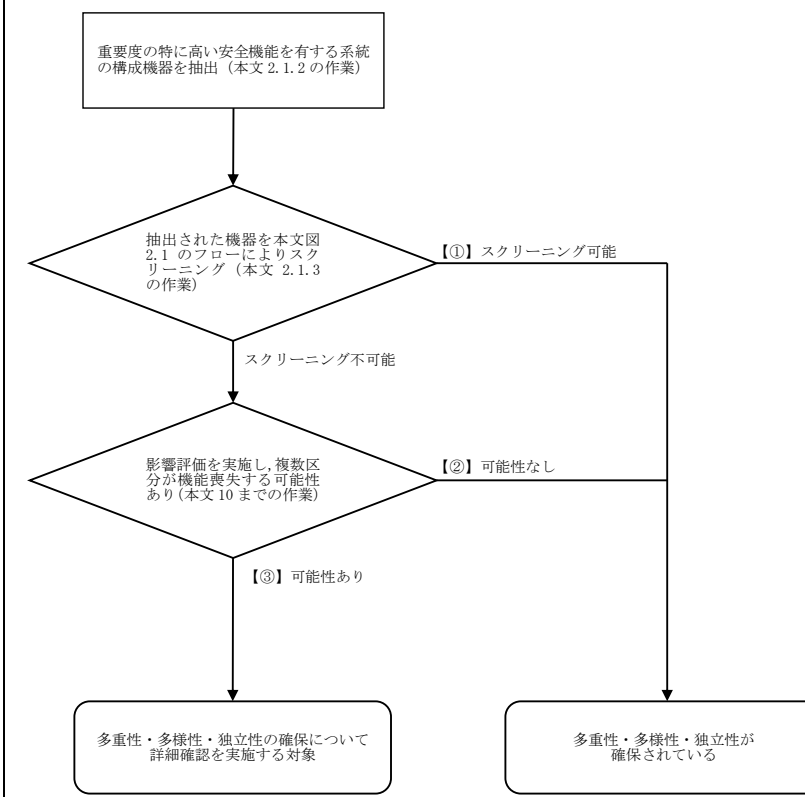 重要度の特に高い安全機能を有する系統
の構成機器を抽出（本文 2.1.2 の作業）
抽出された機器を本文図
2.1 のフローによりスク
リーニング（本文 2.1.3
の作業）
【①】スクリーニング可能
スクリーニング不可能
影響評価を実施し,複数区
分が機能喪失する可能性
あり(本文 10 までの作業)
【②】可能性なし
【③】可能性あり
多重性・多様性・独立性の確保について
詳細確認を実施する対象
多重性・多様性・独立性が
確保されている